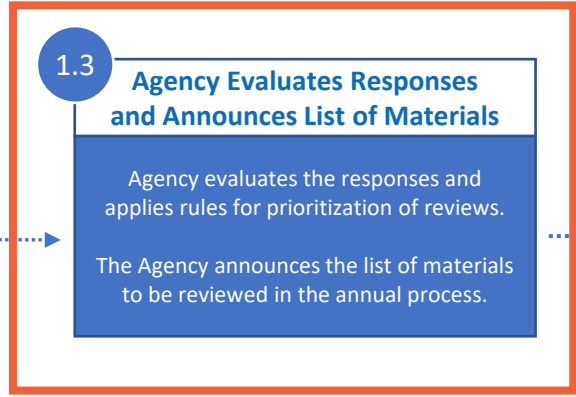 1.3
Agency Evaluates Responses
and Announces List of Materials
Agency evaluates the responses and
applies rules for prioritization of reviews.
The Agency announces the list of materials
to be reviewed in the annual process.